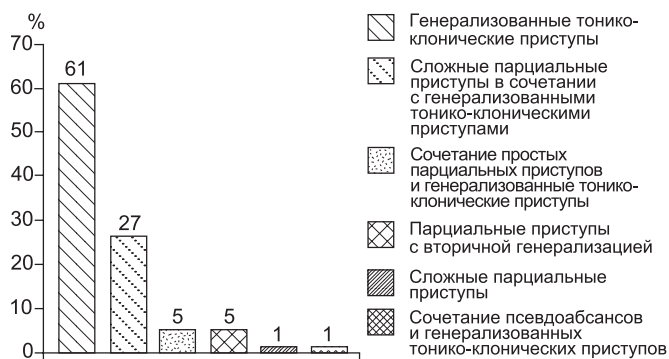 %
70
60
50
40
30
20
10
0
61
27
5
5
1
1
Генерализованные тонико-
клонические приступы
Сложные парциальные
приступы в сочетании
с генерализованными
тонико-клоническими
приступами
Сочетание простых
парциальных приступов
и генерализованные тонико-
клонические приступы
Парциальные приступы
с вторичной генерализацией
Сложные парциальные
приступы
Сочетание псевдоабсансов
и генерализованных
тонико-клонических приступов